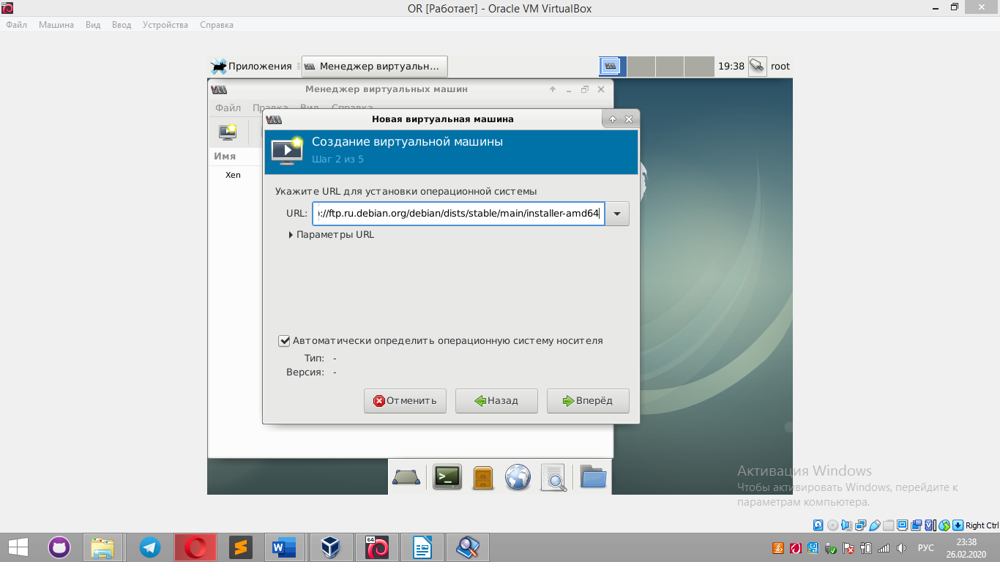 OR [Работает] - Oracle VM VirtualBox
Файл Машина Вид Ввод Устройства Справка
Приложения Менеджер виртуальн... 19:38 root
Менеджер виртуальных машин
Файл Правка Вид Справка
Новая виртуальная машина
Создание виртуальной машины
Шаг 2 из 5
Имя
Xen
Укажите URL для установки операционной системы
URL: ://ftp.ru.debian.org/debian/dists/stable/main/installer-amd64
Параметры URL
Автоматически определить операционную систему носителя
Тип: -
Версия: -
Отменить Назад Вперёд
Активация Windows
Чтобы активировать Windows, перейдите к
параметрам компьютера.
Right Ctrl
64
РУС
23:38
26.02.2020